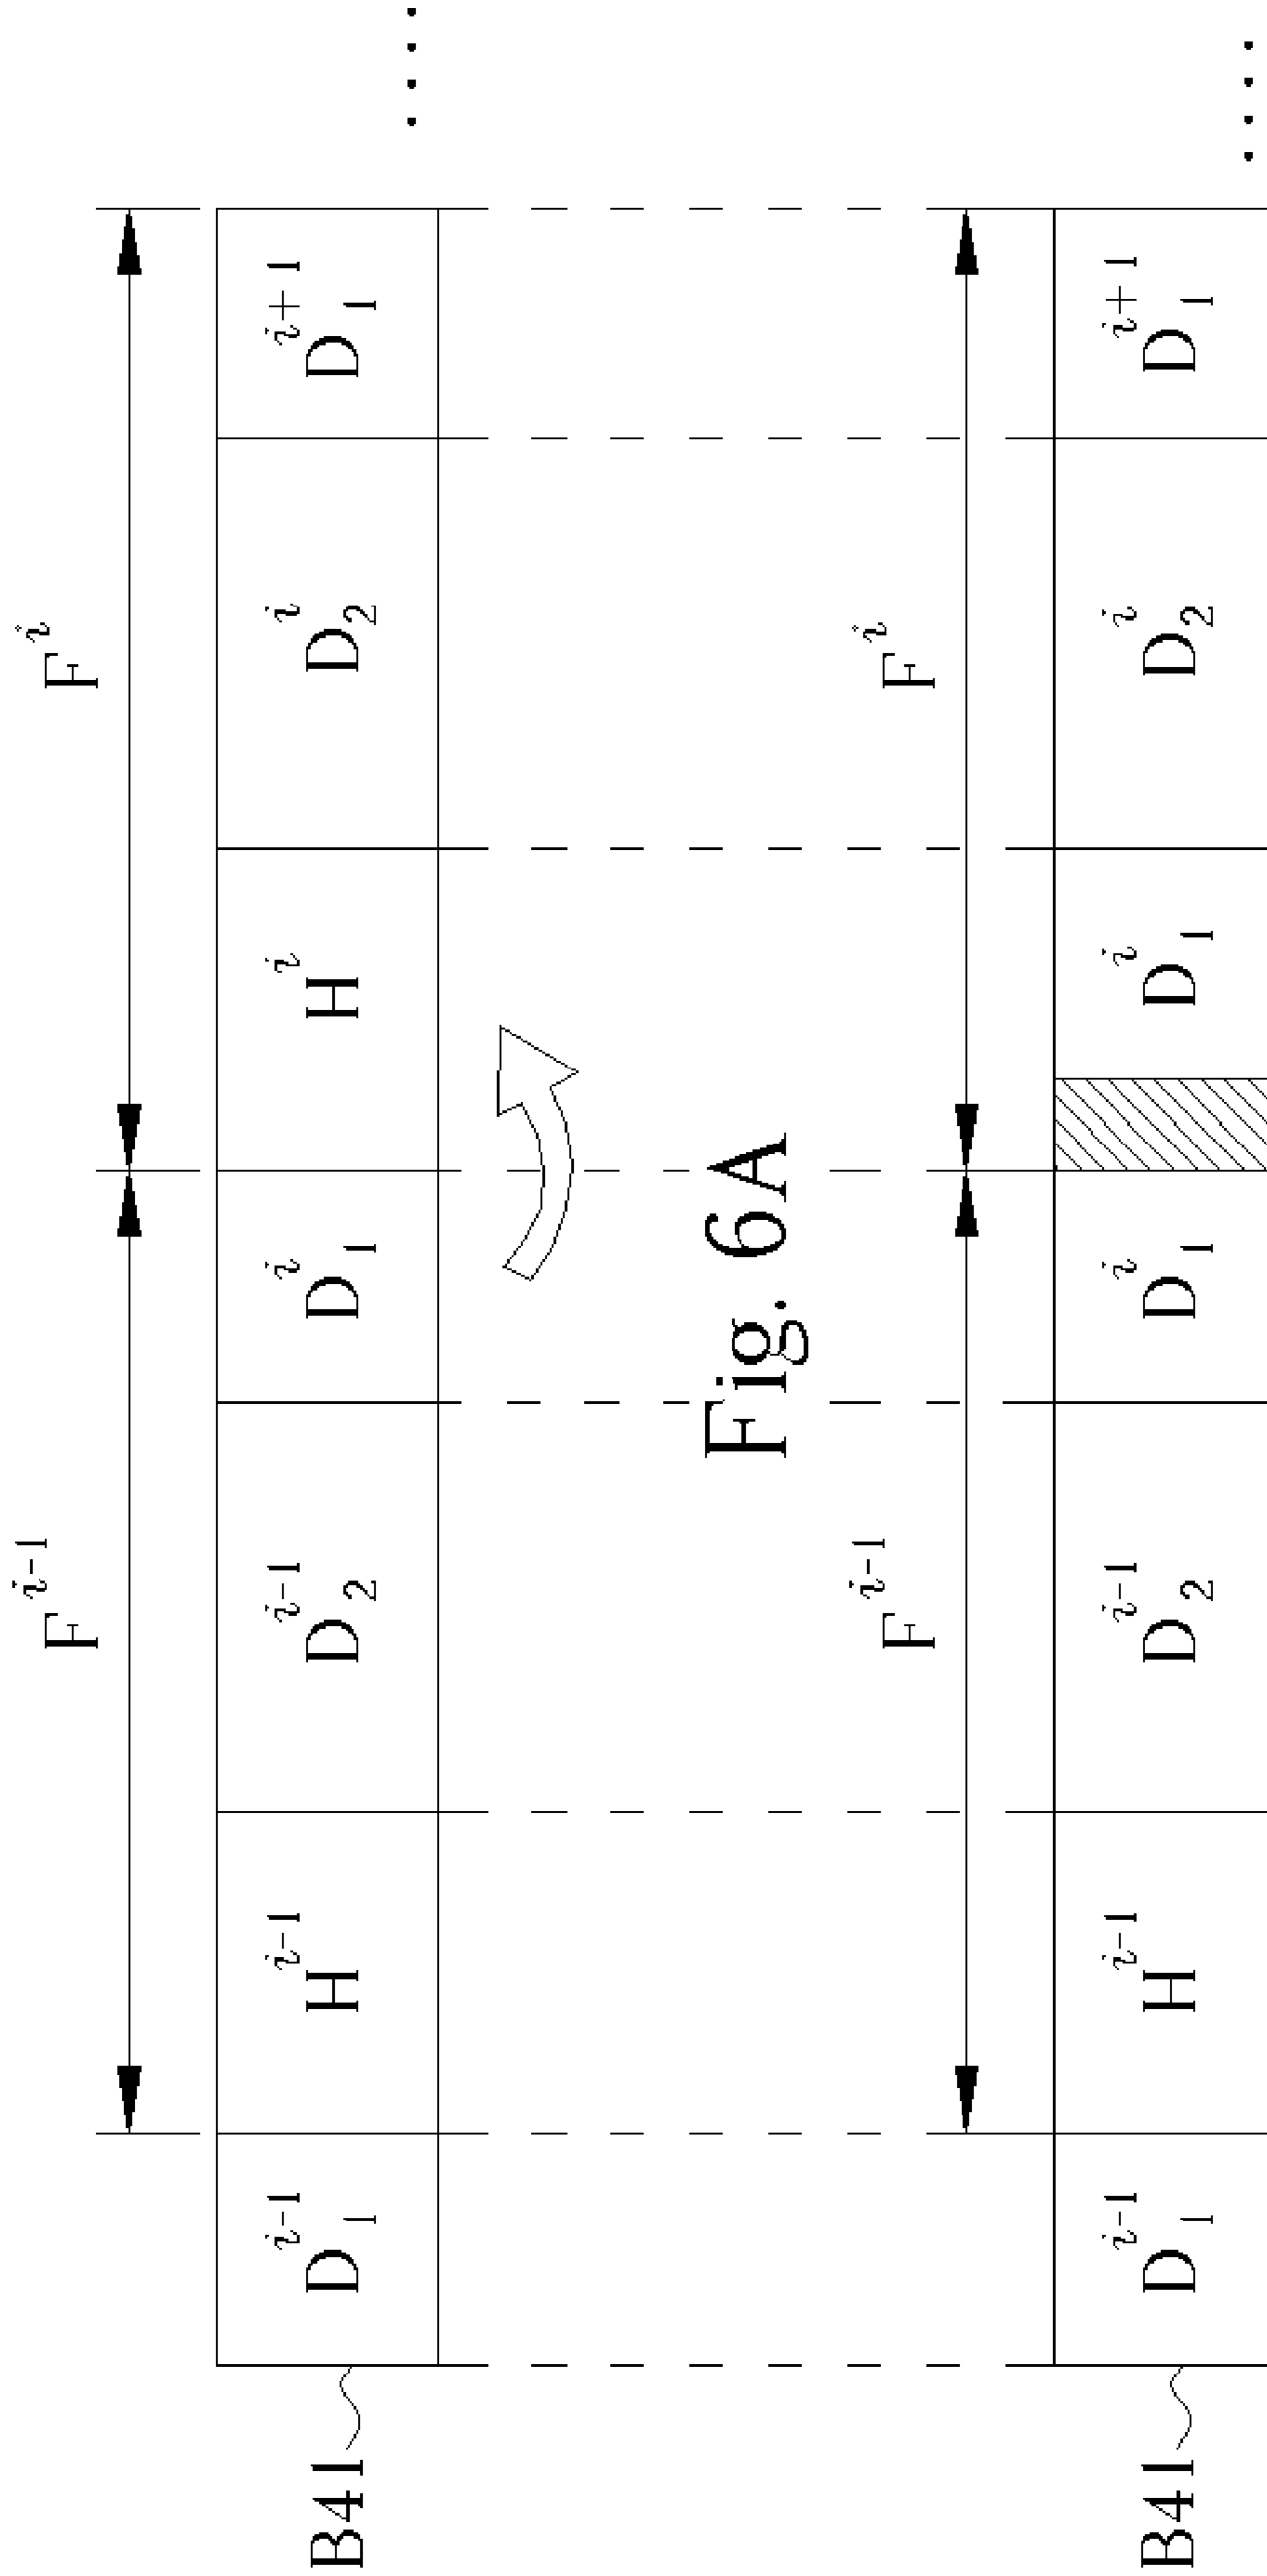 F^{i-1} F^i
B41 D_1^{i-1} H^{i-1} D_2^{i-1} D_1^i H^i D_2^i D_1^{i+1} ....
Fig. 6A
F^{i-1} F^i
B41 D_1^{i-1} H^{i-1} D_2^{i-1} D_1^i D_1^i D_2^i D_1^{i+1} ....